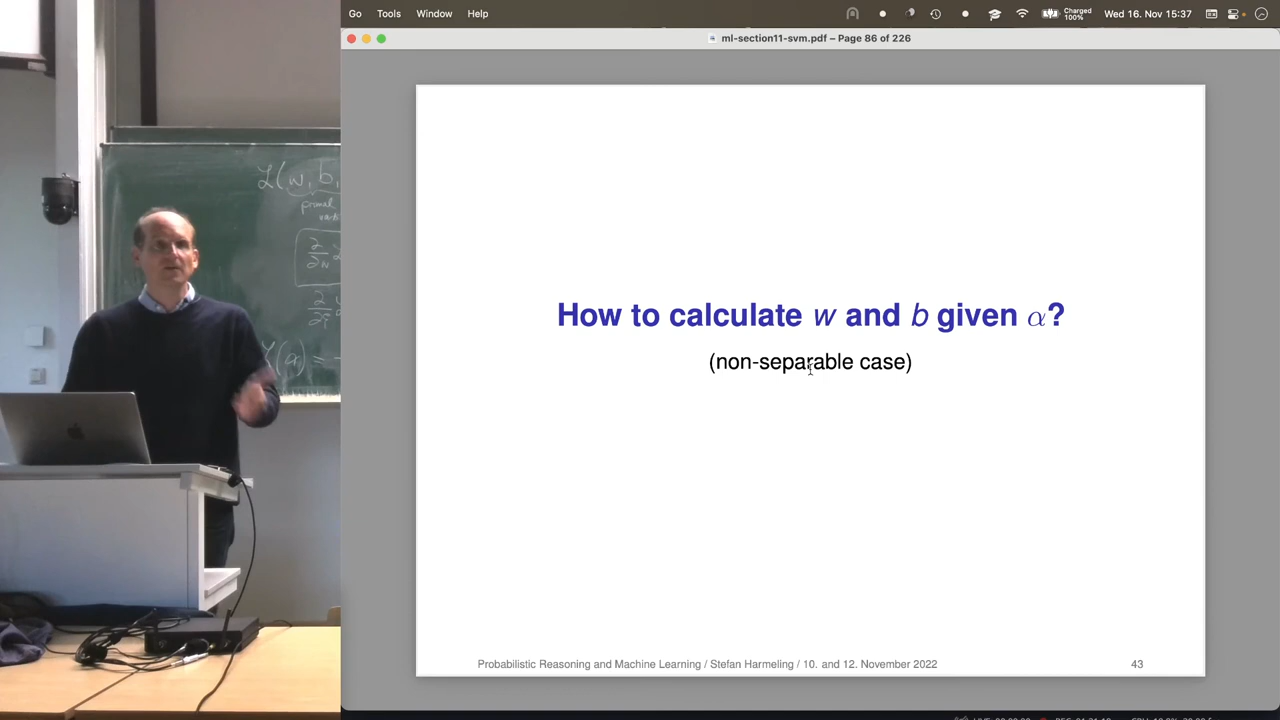 Go Tools Window Help Charged 100% Wed 16. Nov 15:37
ml-section11-svm.pdf – Page 86 of 226
L(w, b,
primal
∂/∂w
How to calculate w and b given α?
(non-separable case)
Probabilistic Reasoning and Machine Learning / Stefan Harmeling / 10. and 12. November 2022 43